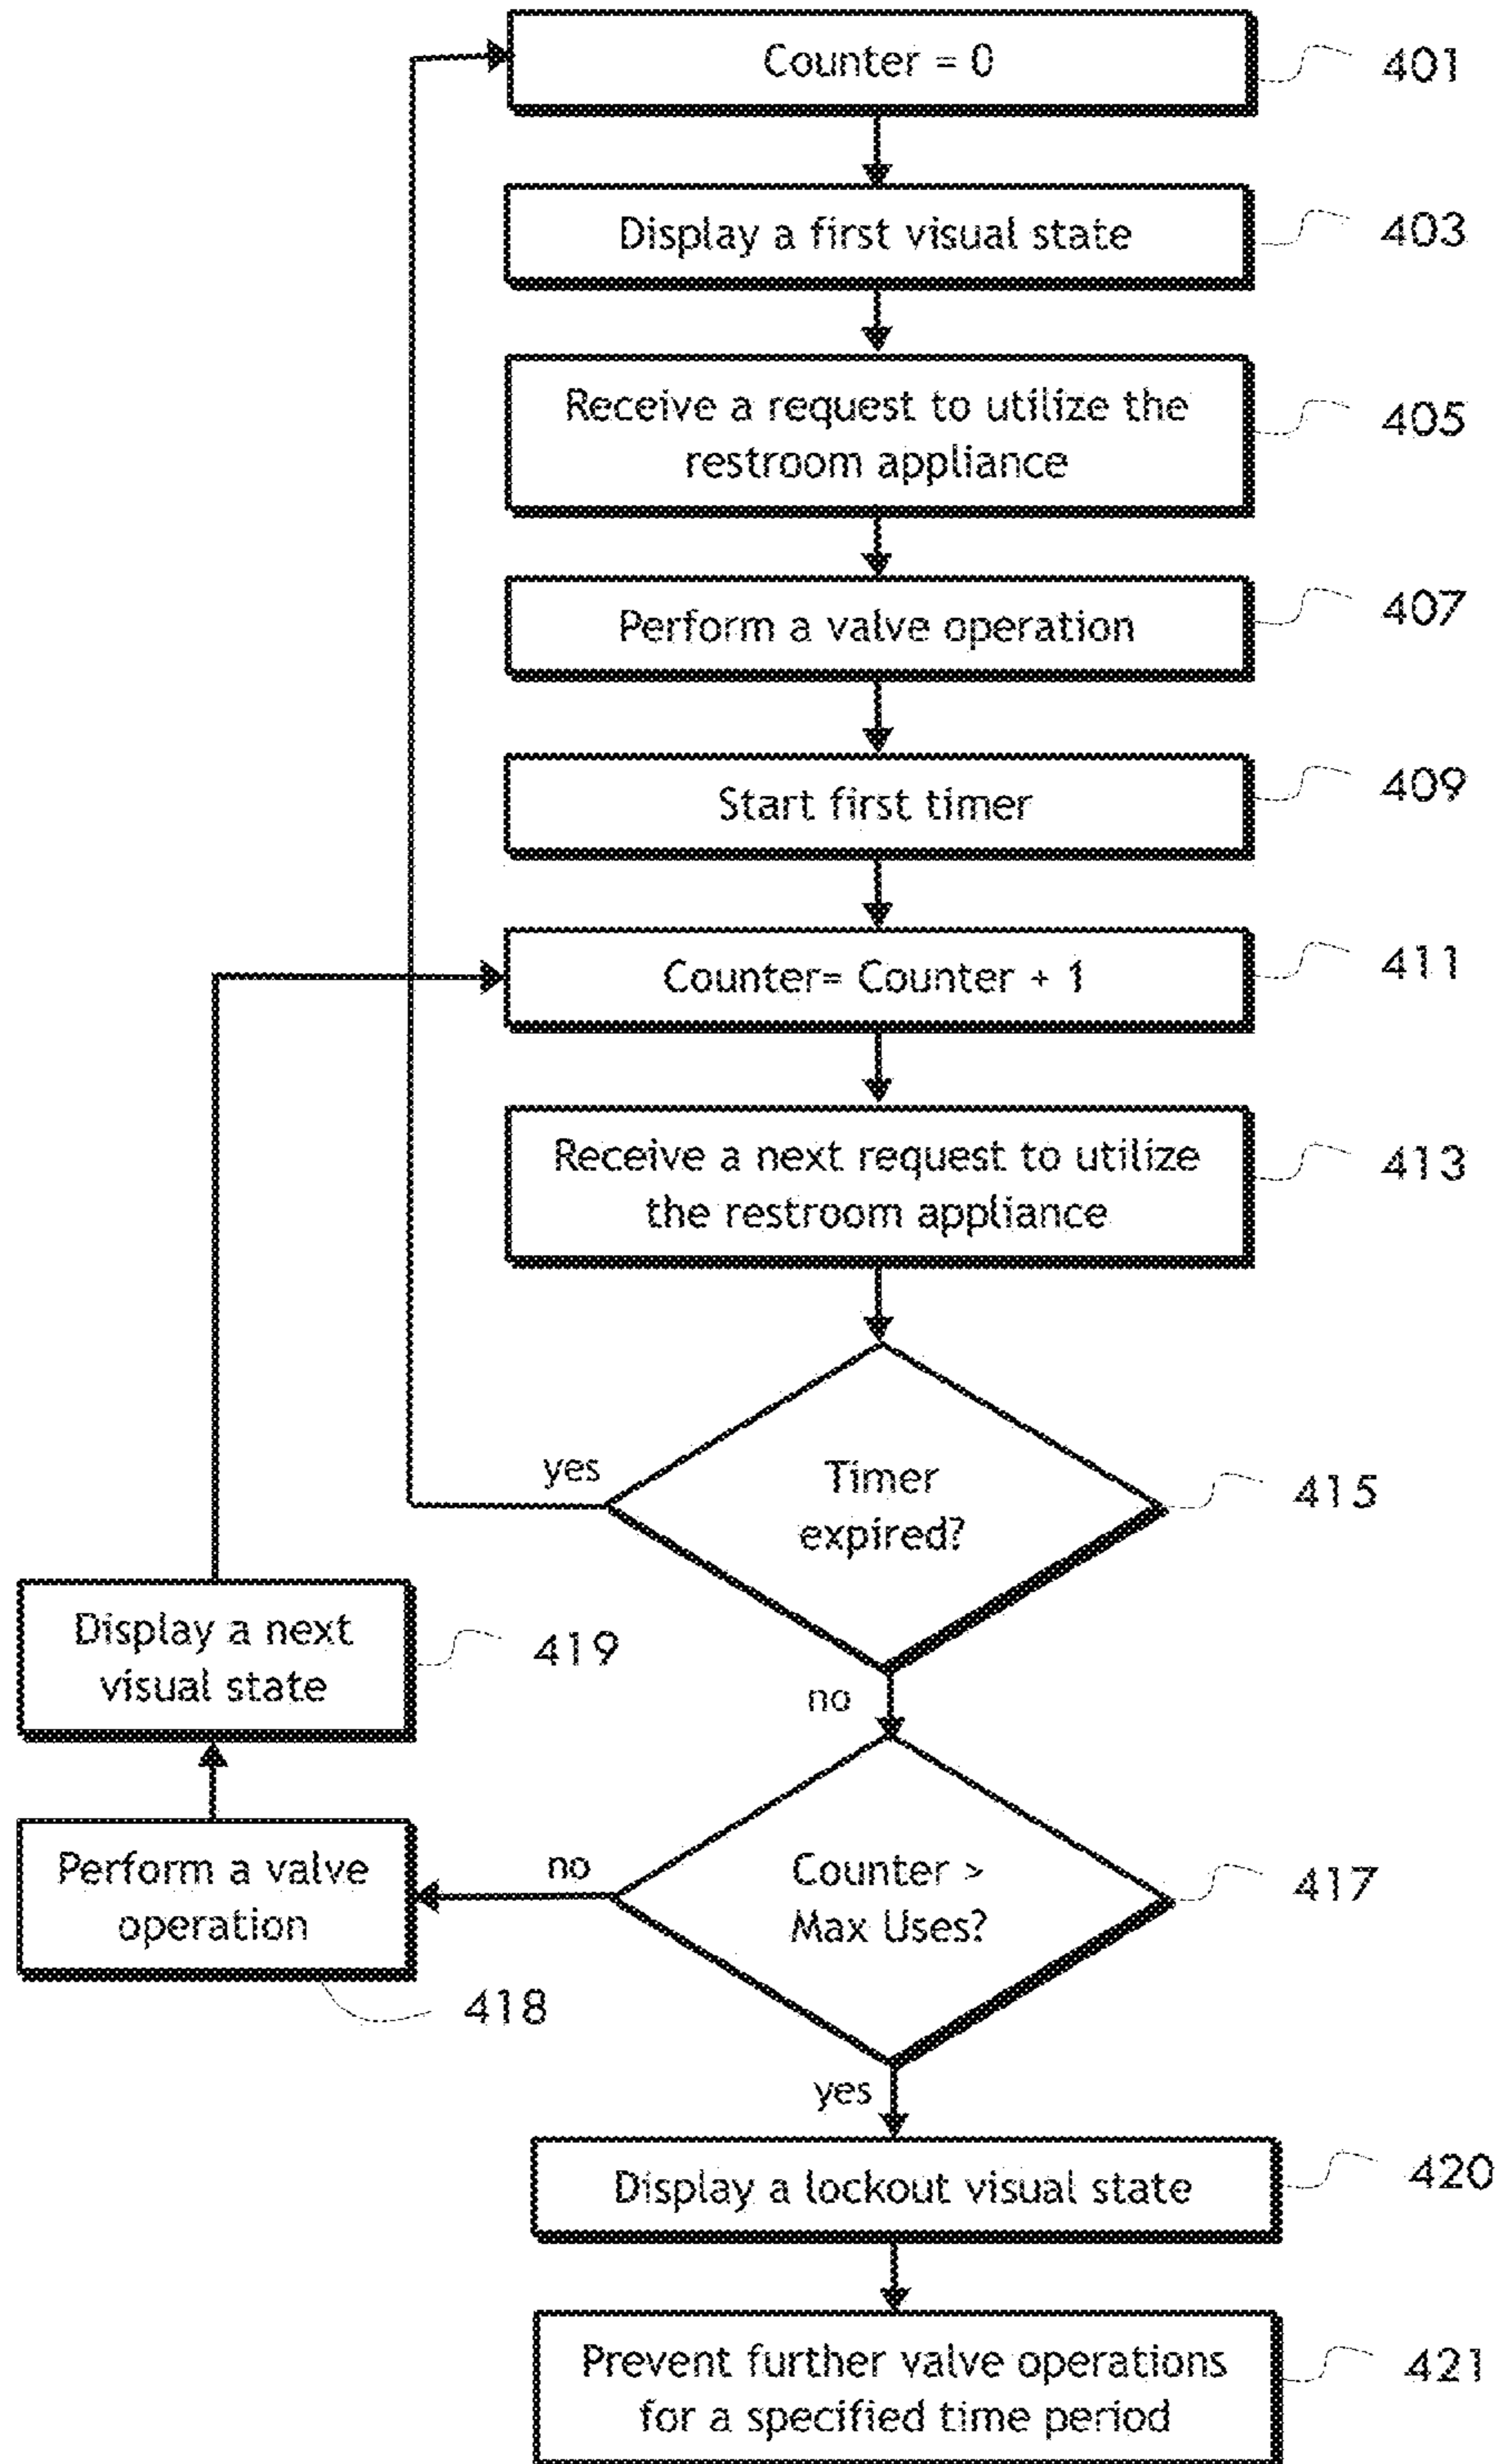 Counter = 0
401
Display a first visual state
403
Receive a request to utilize the
restroom appliance
405
Perform a valve operation
407
Start first timer
409
Counter= Counter + 1
411
Receive a next request to utilize
the restroom appliance
413
yes
Timer
expired?
415
Display a next
visual state
419
no
Perform a valve
operation
418
no
Counter >
Max Uses?
417
yes
Display a lockout visual state
420
Prevent further valve operations
for a specified time period
421